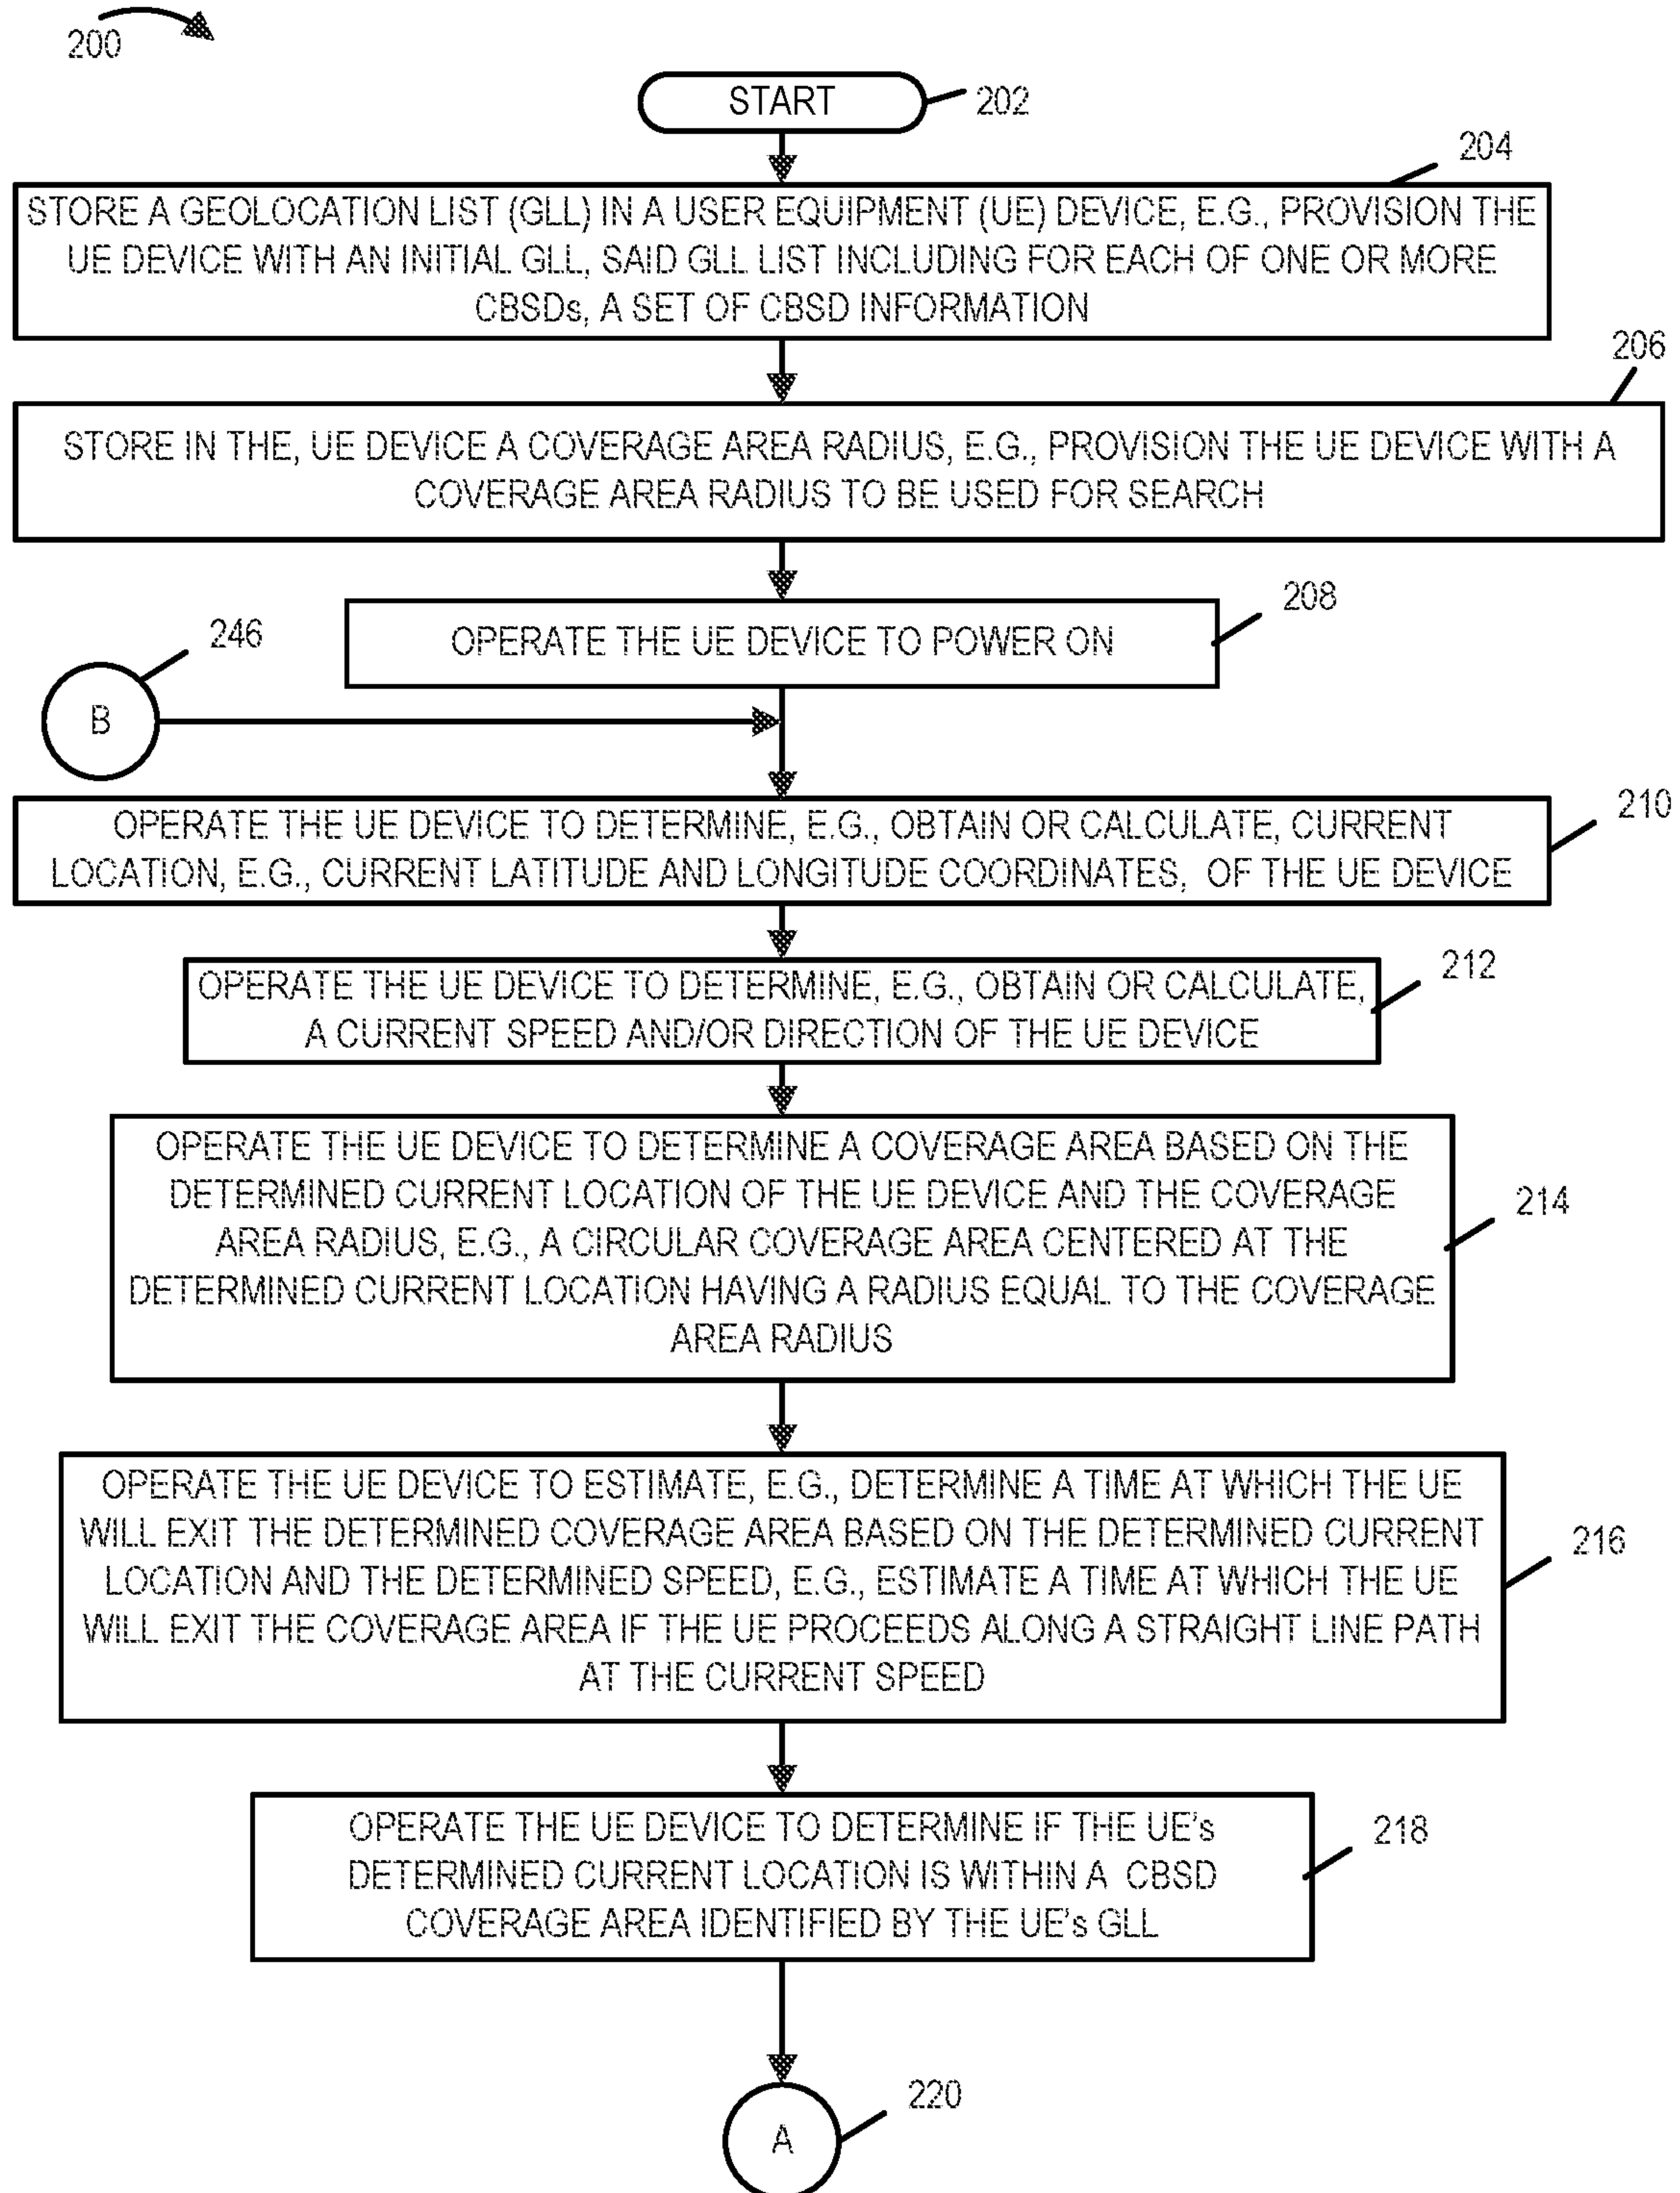 200
START
202
204
STORE A GEOLOCATION LIST (GLL) IN A USER EQUIPMENT (UE) DEVICE, E.G., PROVISION THE
UE DEVICE WITH AN INITIAL GLL, SAID GLL LIST INCLUDING FOR EACH OF ONE OR MORE
CBSDs, A SET OF CBSD INFORMATION
206
STORE IN THE, UE DEVICE A COVERAGE AREA RADIUS, E.G., PROVISION THE UE DEVICE WITH A
COVERAGE AREA RADIUS TO BE USED FOR SEARCH
208
OPERATE THE UE DEVICE TO POWER ON
246
B
210
OPERATE THE UE DEVICE TO DETERMINE, E.G., OBTAIN OR CALCULATE, CURRENT
LOCATION, E.G., CURRENT LATITUDE AND LONGITUDE COORDINATES, OF THE UE DEVICE
212
OPERATE THE UE DEVICE TO DETERMINE, E.G., OBTAIN OR CALCULATE,
A CURRENT SPEED AND/OR DIRECTION OF THE UE DEVICE
OPERATE THE UE DEVICE TO DETERMINE A COVERAGE AREA BASED ON THE
DETERMINED CURRENT LOCATION OF THE UE DEVICE AND THE COVERAGE
AREA RADIUS, E.G., A CIRCULAR COVERAGE AREA CENTERED AT THE
DETERMINED CURRENT LOCATION HAVING A RADIUS EQUAL TO THE COVERAGE
AREA RADIUS
214
OPERATE THE UE DEVICE TO ESTIMATE, E.G., DETERMINE A TIME AT WHICH THE UE
WILL EXIT THE DETERMINED COVERAGE AREA BASED ON THE DETERMINED CURRENT
LOCATION AND THE DETERMINED SPEED, E.G., ESTIMATE A TIME AT WHICH THE UE
WILL EXIT THE COVERAGE AREA IF THE UE PROCEEDS ALONG A STRAIGHT LINE PATH
AT THE CURRENT SPEED
216
OPERATE THE UE DEVICE TO DETERMINE IF THE UE's
DETERMINED CURRENT LOCATION IS WITHIN A CBSD
COVERAGE AREA IDENTIFIED BY THE UE's GLL
218
220
A